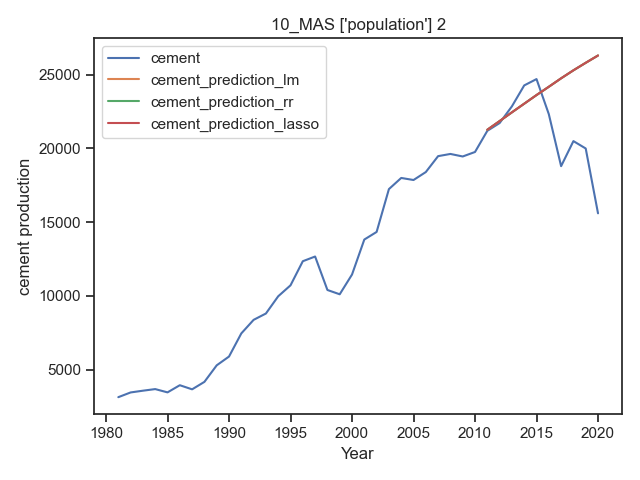 10_MAS ['population'] 2
cement
cement_prediction_lm
cement_prediction_rr
cement_prediction_lasso
cement production
25000
20000
15000
10000
5000
1980 1985 1990 1995 2000 2005 2010 2015 2020
Year